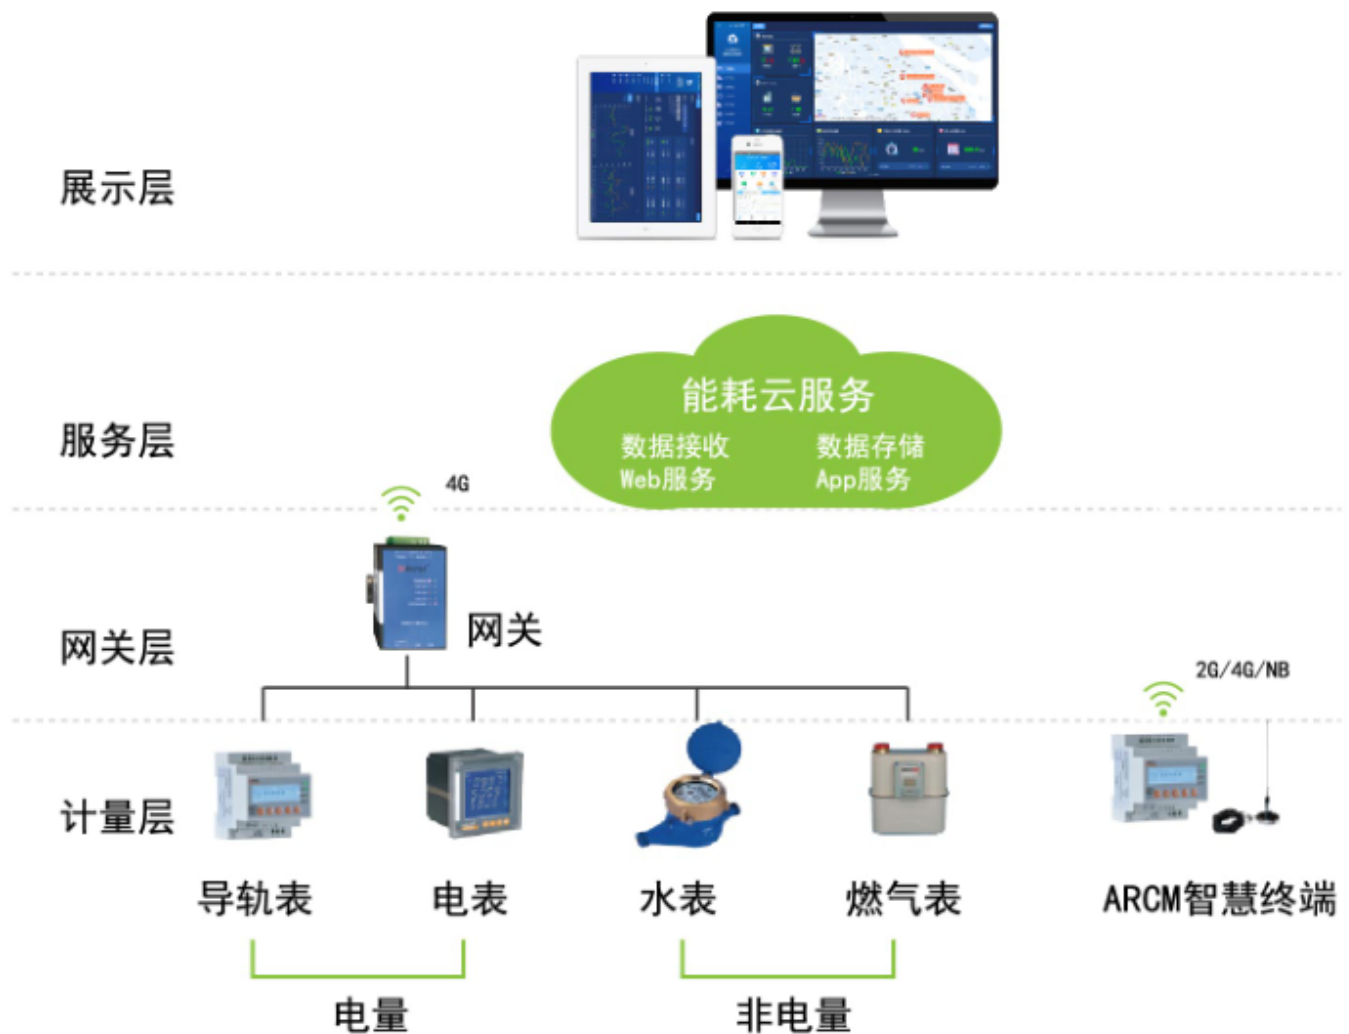 展示层
能耗云服务
数据接收 数据存储
Web服务 App服务
服务层
4G
网关
网关层
2G/4G/NB
计量层
导轨表 电表 水表 燃气表 ARCM智慧终端
电量 非电量